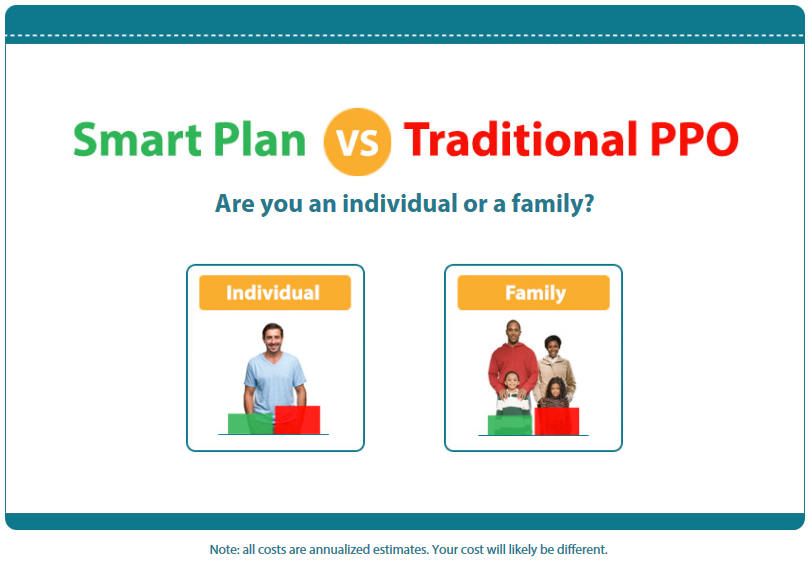 Smart Plan VS Traditional PPO
Are you an individual or a family?
Individual
Family
Note: all costs are annualized estimates. Your cost will likely be different.